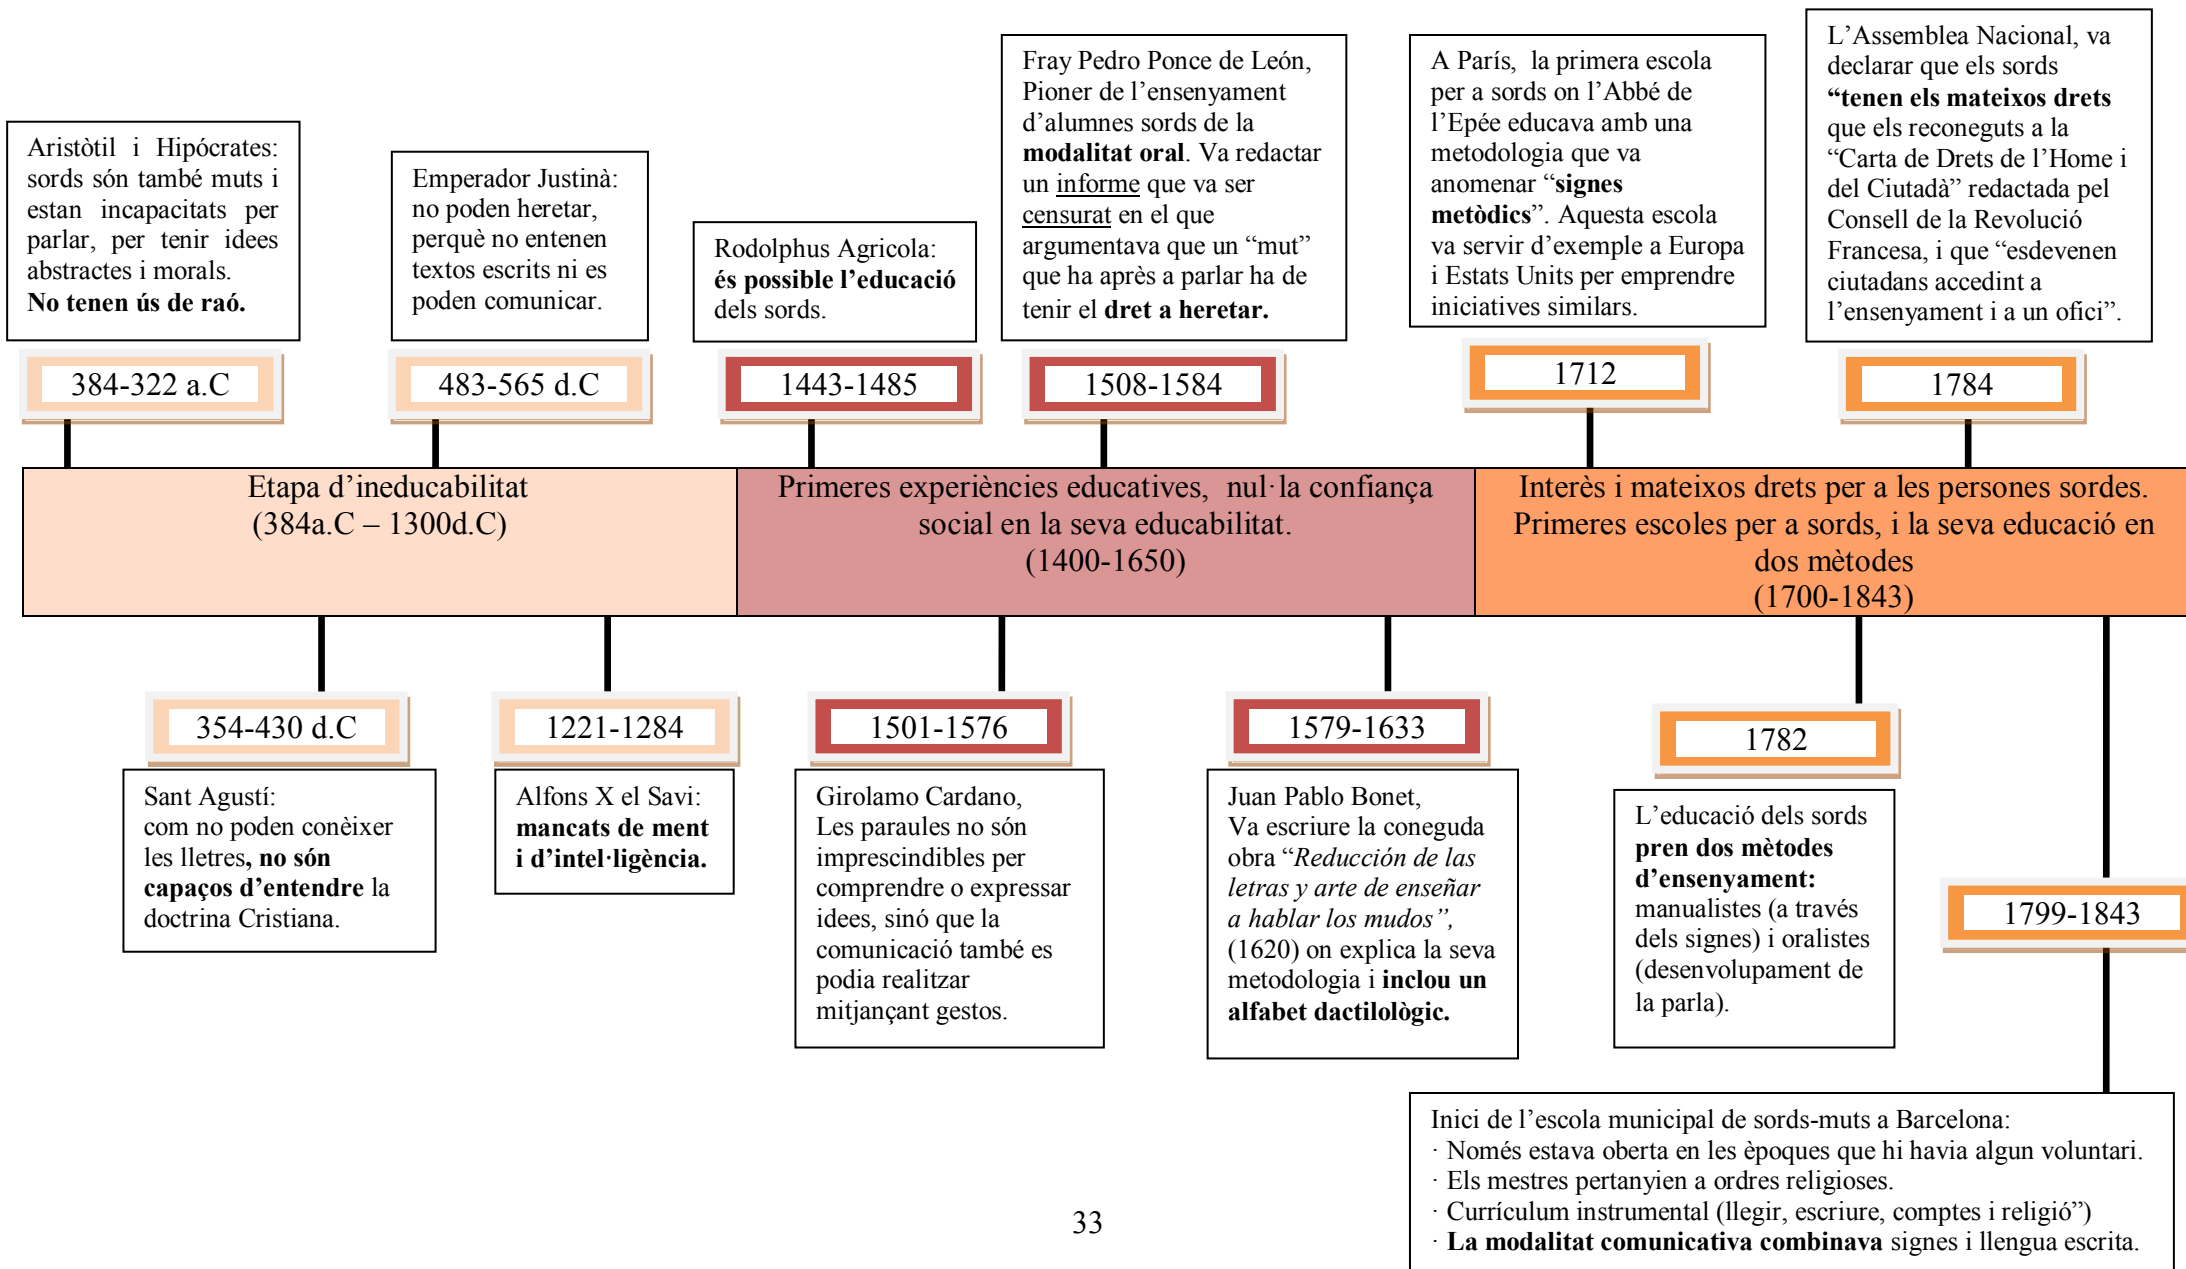 Aristòtil i Hipócrates:
sords són també muts i
estan incapacitats per
parlar, per tenir idees
abstractes i morals.
No tenen ús de raó.
384-322 a.C
Emperador Justinà:
no poden heretar,
perquè no entenen
textos escrits ni es
poden comunicar.
483-565 d.C
Rodolphus Agricola:
és possible l’educació
dels sords.
1443-1485
Fray Pedro Ponce de León,
Pioner de l’ensenyament
d’alumnes sords de la
modalitat oral. Va redactar
un informe que va ser
censurat en el que
argumentava que un “mut”
que ha après a parlar ha de
tenir el dret a heretar.
1508-1584
A París, la primera escola
per a sords on l’Abbé de
l’Epée educava amb una
metodologia que va
anomenar “signes
metòdics”. Aquesta escola
va servir d’exemple a Europa
i Estats Units per emprendre
iniciatives similars.
1712
L’Assemblea Nacional, va
declarar que els sords
“tenen els mateixos drets
que els reconeguts a la
“Carta de Drets de l’Home i
del Ciutadà” redactada pel
Consell de la Revolució
Francesa, i que “esdevenen
ciutadans accedint a
l’ensenyament i a un ofici”.
1784
Etapa d’ineducabilitat
(384a.C – 1300d.C)
Primeres experiències educatives, nul·la confiança
social en la seva educabilitat.
(1400-1650)
Interès i mateixos drets per a les persones sordes.
Primeres escoles per a sords, i la seva educació en
dos mètodes
(1700-1843)
354-430 d.C
Sant Agustí:
com no poden conèixer
les lletres, no són
capaços d’entendre la
doctrina Cristiana.
1221-1284
Alfons X el Savi:
mancats de ment
i d’intel·ligència.
1501-1576
Girolamo Cardano,
Les paraules no són
imprescindibles per
comprendre o expressar
idees, sinó que la
comunicació també es
podia realitzar
mitjançant gestos.
1579-1633
Juan Pablo Bonet,
Va escriure la coneguda
obra “Reducción de las
letras y arte de enseñar
a hablar los mudos”,
(1620) on explica la seva
metodologia i inclou un
alfabet dactilològic.
1782
L’educació dels sords
pren dos mètodes
d’ensenyament:
manualistes (a través
dels signes) i oralistes
(desenvolupament de
la parla).
1799-1843
Inici de l’escola municipal de sords-muts a Barcelona:
· Només estava oberta en les èpoques que hi havia algun voluntari.
· Els mestres pertanyien a ordres religioses.
· Currículum instrumental (llegir, escriure, comptes i religió”)
· La modalitat comunicativa combinava signes i llengua escrita.
33